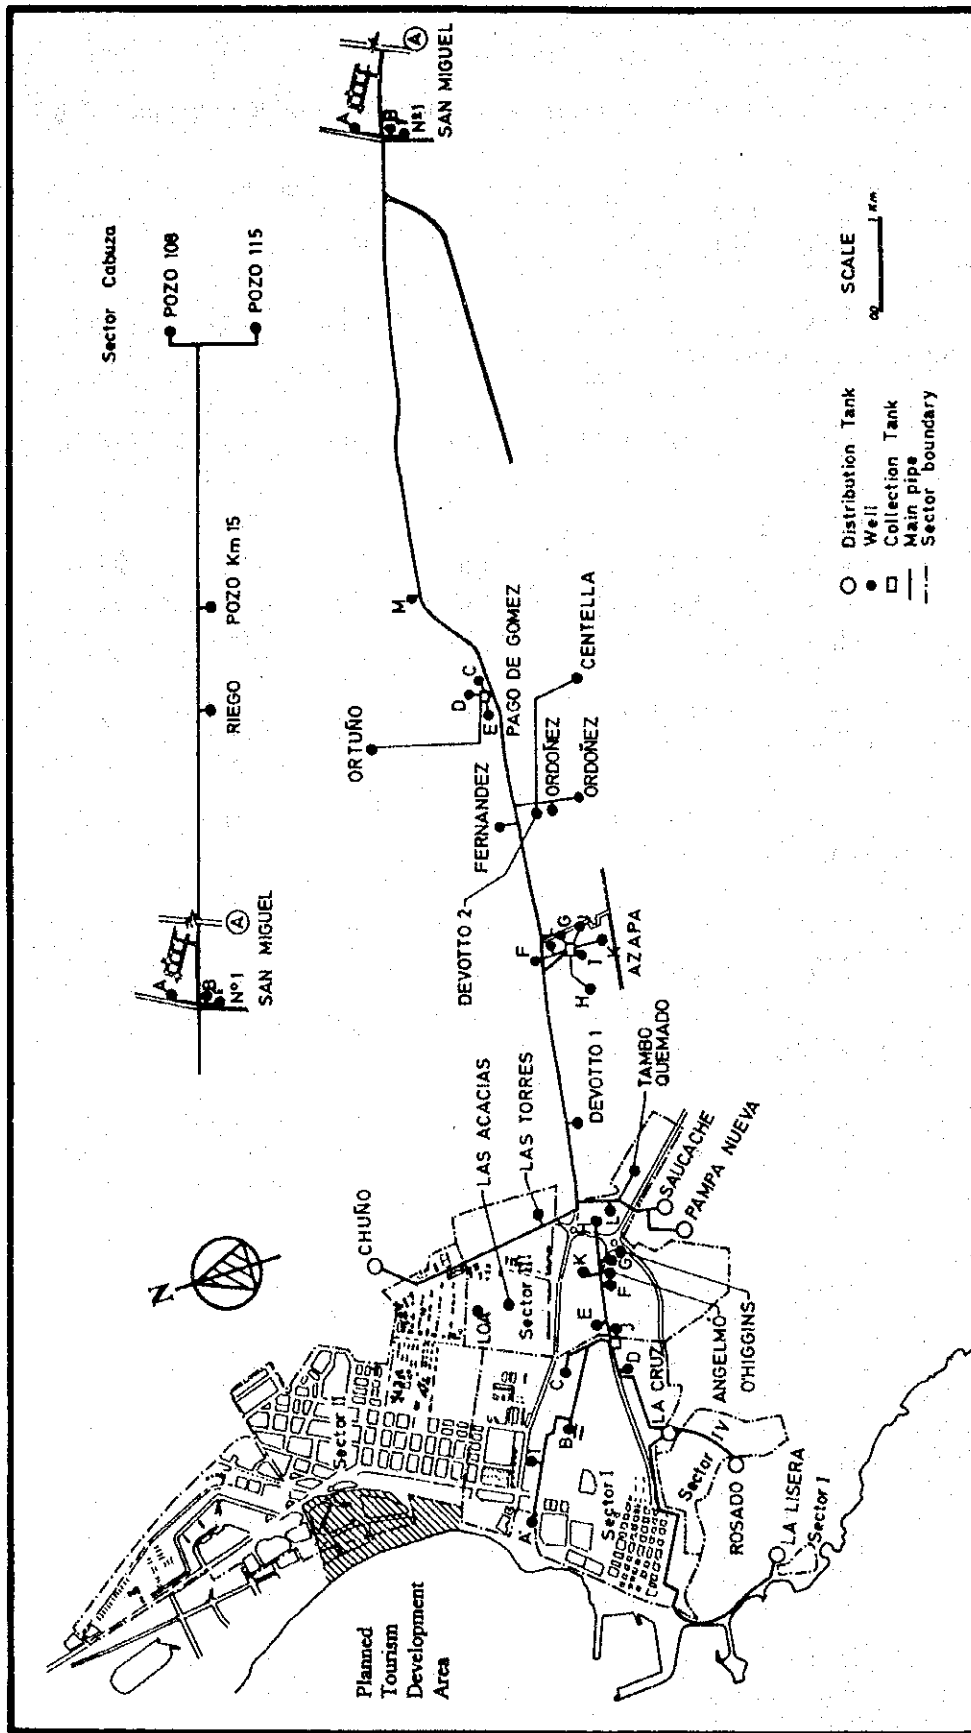 Sector Cabuza
POZO 108
POZO 115
POZO Km 15
RIEGO
A
B
Nº1
SAN MIGUEL
A
A
B
Nº1
SAN MIGUEL
A
M
ORTUÑO
C
D
E
PAGO DE GOMEZ
CENTELLA
FERNANDEZ
ORDOÑEZ
ORDOÑEZ
DEVOTTO 2
F
G
H
I
J
K
AZAPA
DEVOTTO 1
TAMBO
QUEMADO
SAUCACHE
PAMPA NUEVA
LAS TORRES
LAS ACACIAS
CHUÑO
N
LOA
Sector III
Sector II
L
H
K
G
F
E
J
D
C
B
A
ANGELMO
O'HIGGINS
LA CRUZ
Sector IV
ROSADO
LA LISERA
Sector I
Sector I
Planned
Tourism
Development
Area
SCALE
0 1 Km
Distribution Tank
Well
Collection Tank
Main pipe
Sector boundary